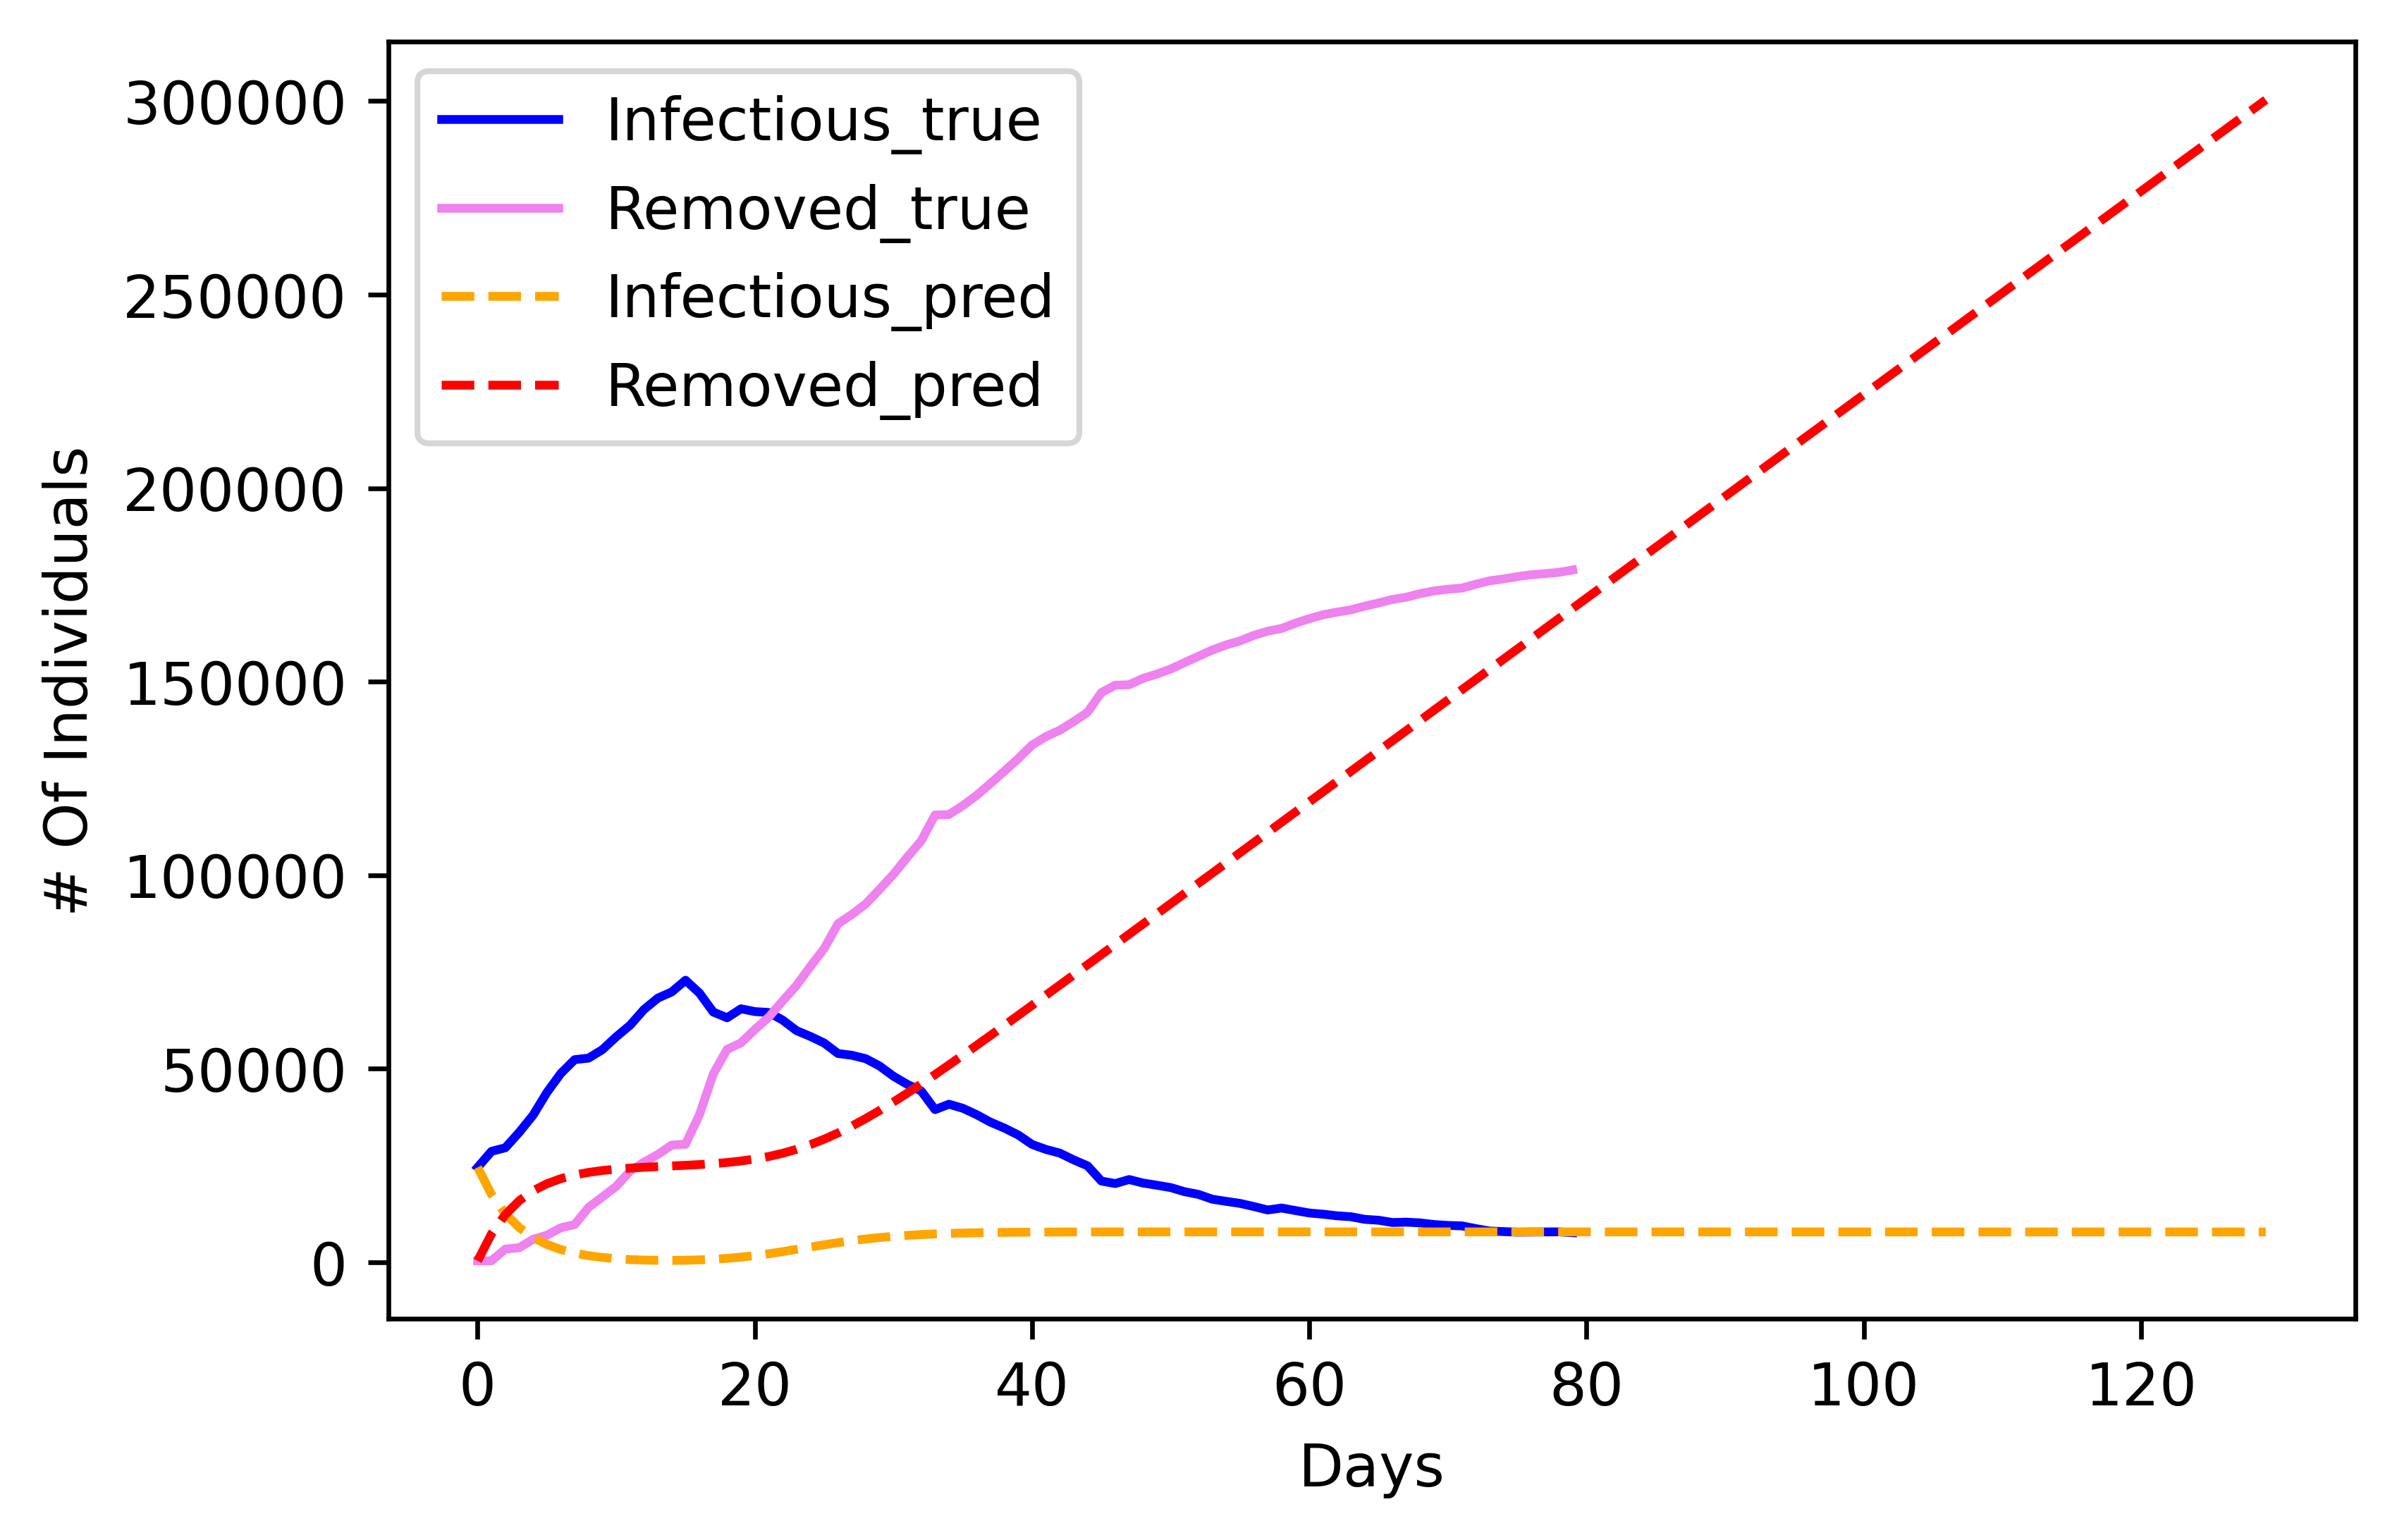 Infectious_true
Removed_true
Infectious_pred
Removed_pred
300000
250000
200000
150000
100000
50000
0
# Of Individuals
0 20 40 60 80 100 120
Days